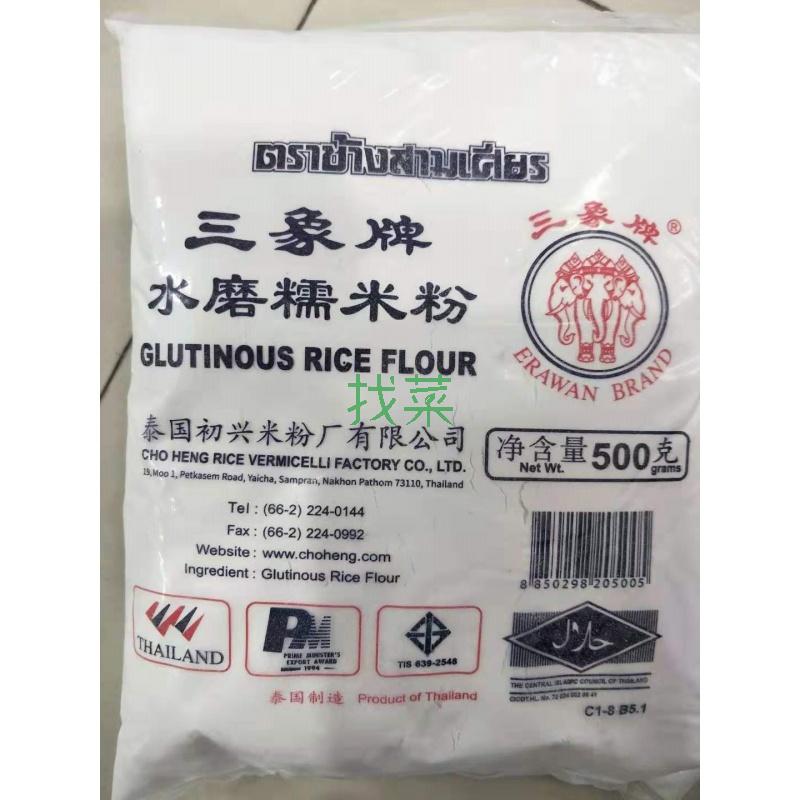 ตราช้างสามเศียร
三象牌
水磨糯米粉
GLUTINOUS RICE FLOUR
三象牌®
ERAWAN BRAND
找菜
泰国初兴米粉厂有限公司
CHO HENG RICE VERMICELLI FACTORY CO., LTD.
19, Moo 1, Petkasem Road, Yaicha, Sampran, Nakhon Pathom 73110, Thailand
净含量 500克
Net Wt. grams
Tel : (66-2) 224-0144
Fax : (66-2) 224-0992
Website : www.choheng.com
Ingredient : Glutinous Rice Flour
8 850298 205005
THAILAND
PM
PRIME MINISTER'S
EXPORT AWARD
1994
TIS 639-2548
حلال
THE CENTRAL ISLAMIC COUNCIL OF THAILAND
泰国制造 Product of Thailand
C1-8 B5.1